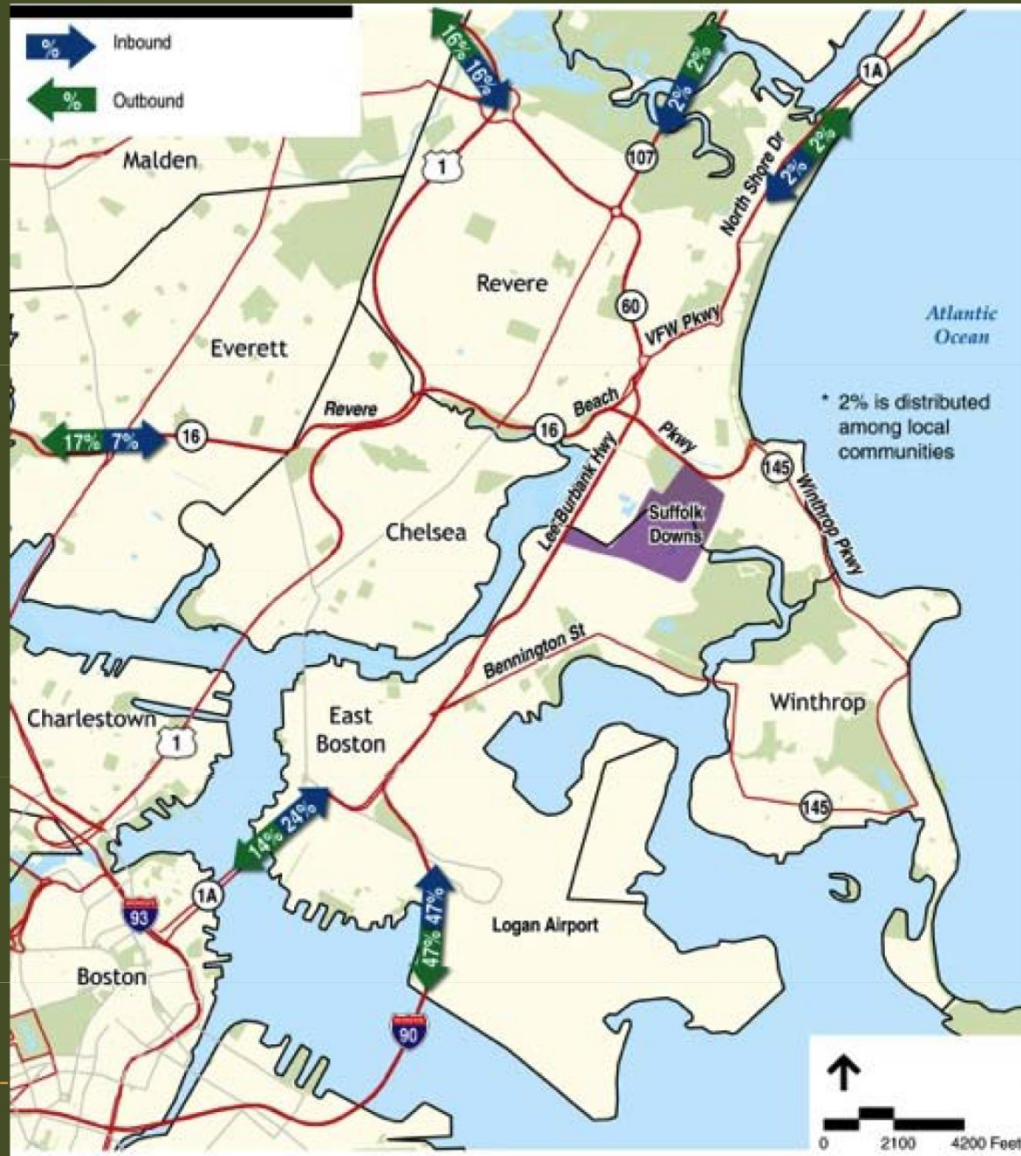 % Inbound
% Outbound
16% 16%
2% 2%
1A
2% 2%
Malden
1
107
North Shore Dr
Revere
60
VFW Pkwy
Atlantic
Ocean
Everett
* 2% is distributed
among local
communities
Revere
Beach
Pkwy
17% 7%
16
16
145
Winthrop Pkwy
Lee Burbank Hwy
Suffolk
Downs
Chelsea
Bennington St
Winthrop
Charlestown
1
East
Boston
145
14% 24%
1A
93
47% 47%
Logan Airport
Boston
90
0 2100 4200 Feet